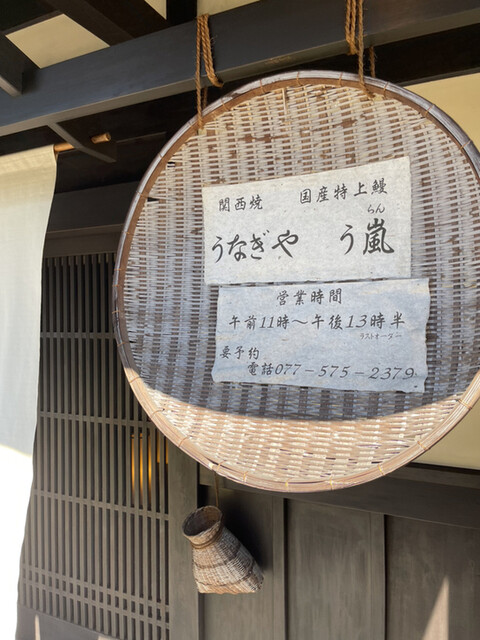 関西焼 国産特上鰻
らん
うなぎや う嵐
営業時間
午前11時〜午後13時半
ラストオーダー
要予約
電話077-575-2379